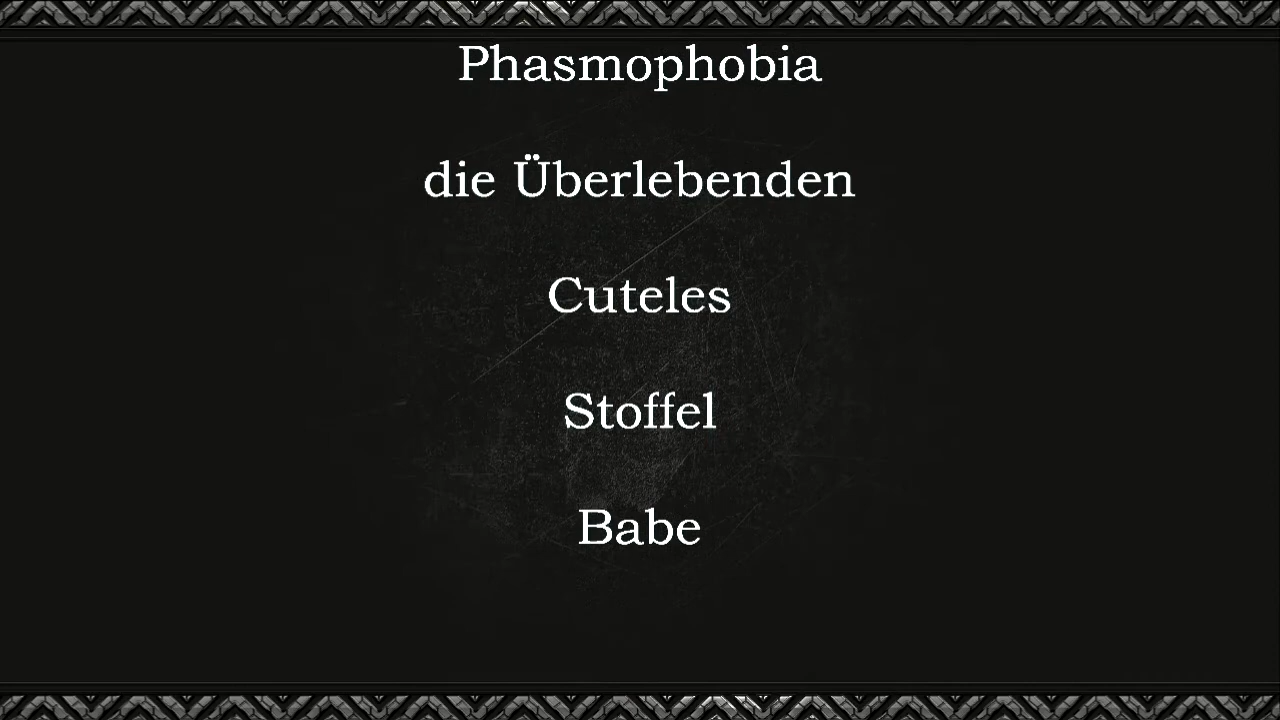 Phasmophobia
die Überlebenden
Cuteles
Stoffel
Babe